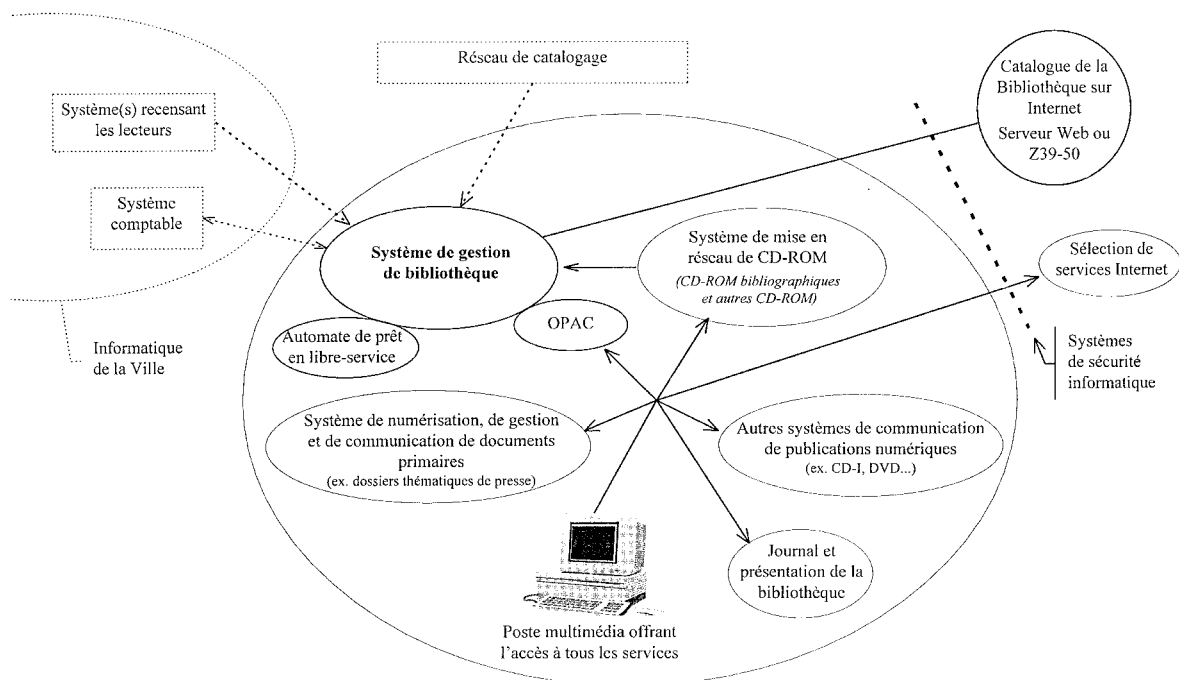 Réseau de catalogage
Système(s) recensant
les lecteurs
Système
comptable
Informatique
de la Ville
Catalogue de la
Bibliothèque sur
Internet
Serveur Web ou
Z39-50
Système de gestion
de bibliothèque
Système de mise en
réseau de CD-ROM
(CD-ROM bibliographiques
et autres CD-ROM)
Sélection de
services Internet
Automate de prêt
en libre-service
OPAC
Systèmes
de sécurité
informatique
Système de numérisation, de gestion
et de communication de documents
primaires
(ex. dossiers thématiques de presse)
Autres systèmes de communication
de publications numériques
(ex. CD-I, DVD...)
Journal et
présentation de la
bibliothèque
Poste multimédia offrant
l'accès à tous les services